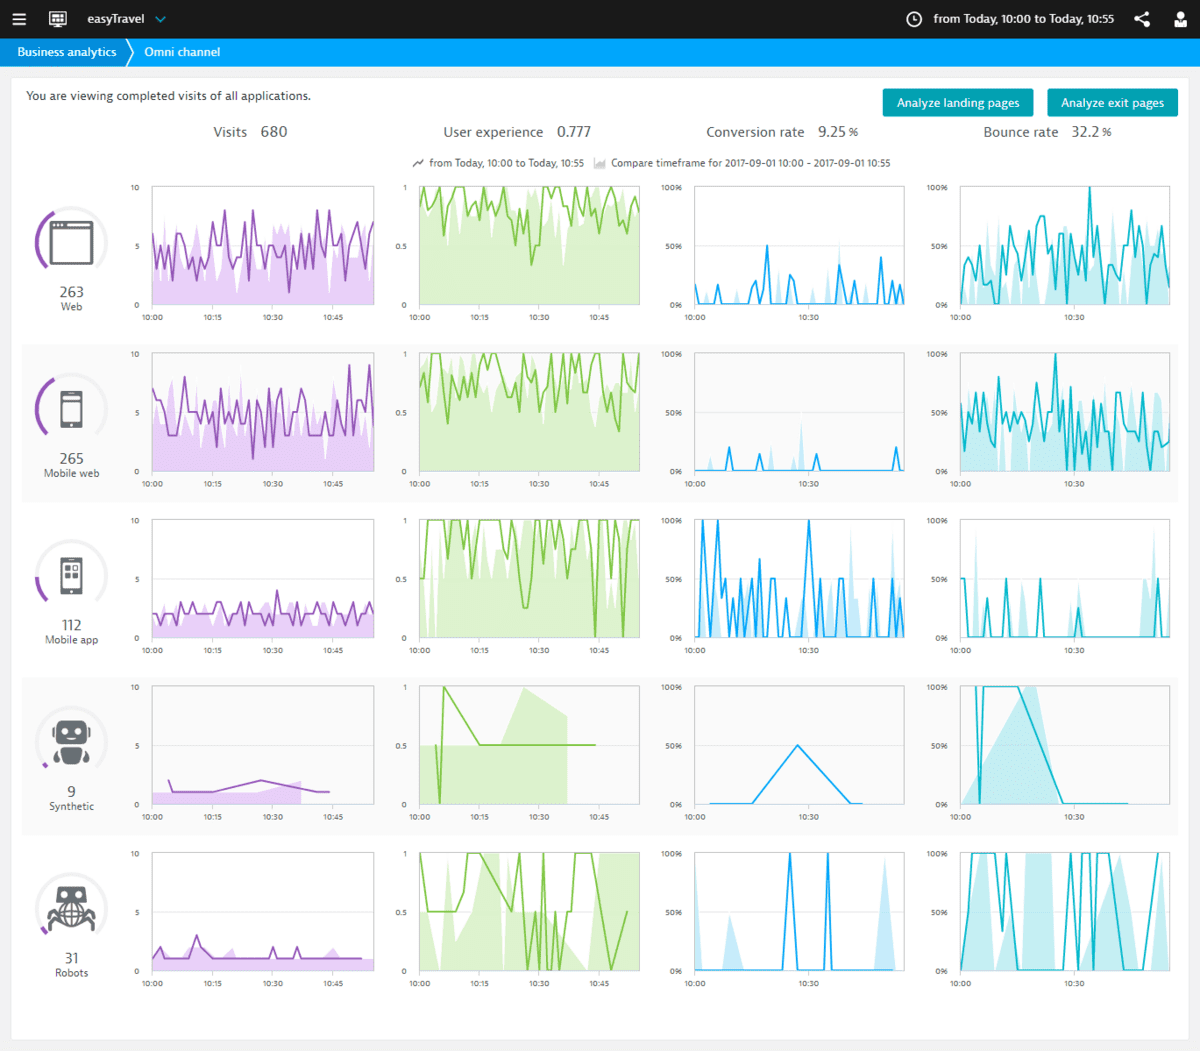 easyTravel
from Today, 10:00 to Today, 10:55
Business analytics
Omni channel
You are viewing completed visits of all applications.
Analyze landing pages
Analyze exit pages
Visits 680
User experience 0.777
Conversion rate 9.25 %
Bounce rate 32.2 %
from Today, 10:00 to Today, 10:55
Compare timeframe for 2017-09-01 10:00 - 2017-09-01 10:55
263
Web
10
5
0
10:00 10:15 10:30 10:45
1
0.5
0
10:00 10:15 10:30 10:45
100%
50%
0%
10:00 10:30
100%
50%
0%
10:00 10:30
265
Mobile web
10
5
0
10:00 10:15 10:30 10:45
1
0.5
0
10:00 10:15 10:30 10:45
100%
50%
0%
10:00 10:30
100%
50%
0%
10:00 10:30
112
Mobile app
10
5
0
10:00 10:15 10:30 10:45
1
0.5
0
10:00 10:15 10:30 10:45
100%
50%
0%
10:00 10:30
100%
50%
0%
10:00 10:30
9
Synthetic
10
5
0
10:00 10:15 10:30 10:45
1
0.5
0
10:00 10:15 10:30 10:45
100%
50%
0%
10:00 10:30
100%
50%
0%
10:00 10:30
31
Robots
10
5
0
10:00 10:15 10:30 10:45
1
0.5
0
10:00 10:15 10:30 10:45
100%
50%
0%
10:00 10:30
100%
50%
0%
10:00 10:30